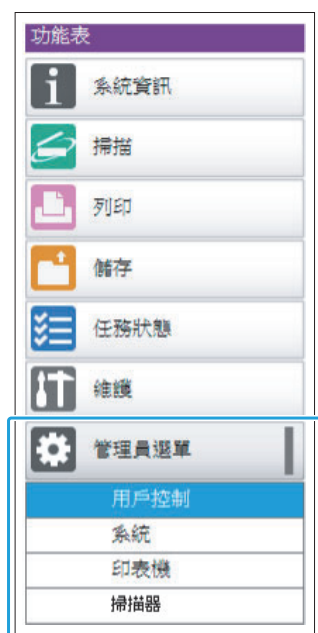 功能表
系統資訊
掃描
列印
儲存
任務狀態
維護
管理員選單
用戶控制
系統
印表機
掃描器